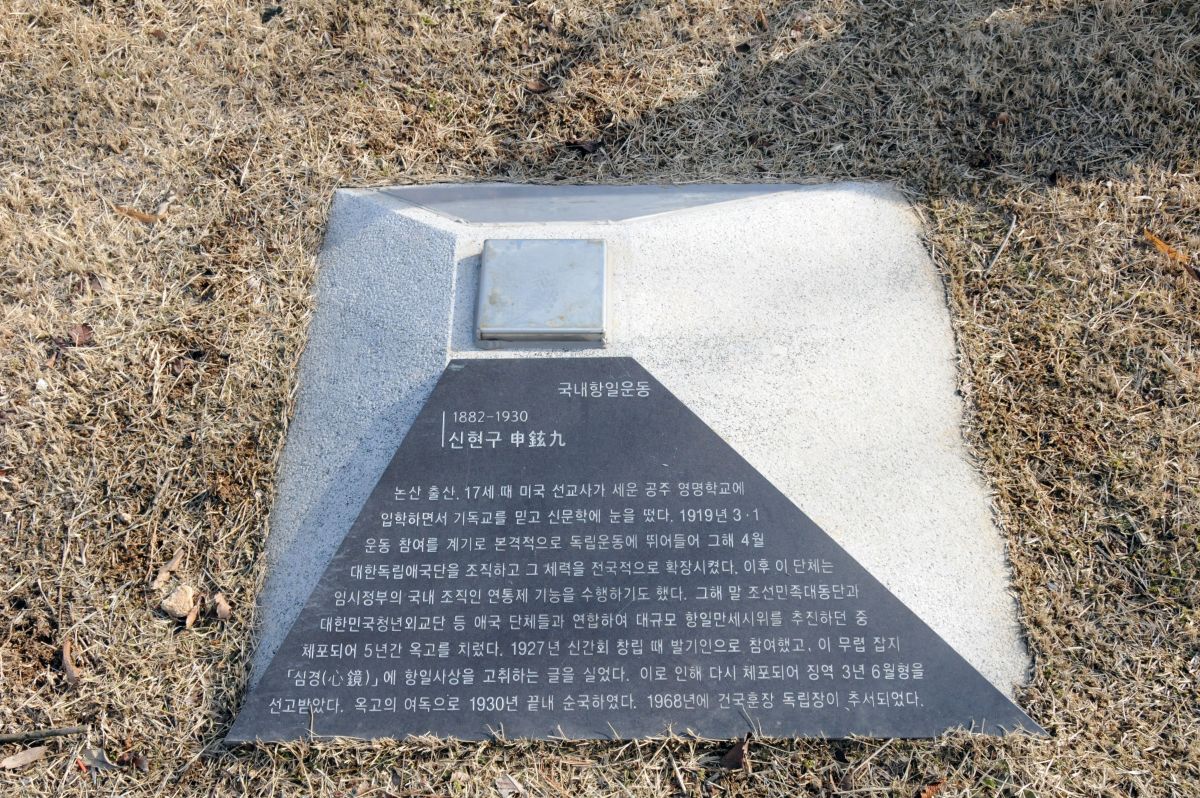 국내항일운동
1882-1930
신현구 申鉉九
논산 출신. 17세 때 미국 선교사가 세운 공주 영명학교에
입학하면서 기독교를 믿고 신문학에 눈을 떴다. 1919년 3·1
운동 참여를 계기로 본격적으로 독립운동에 뛰어들어 그해 4월
대한독립애국단을 조직하고 그 체력을 전국적으로 확장시켰다. 이후 이 단체는
임시정부의 국내 조직인 연통제 기능을 수행하기도 했다. 그해 말 조선민족대동단과
대한민국청년외교단 등 애국 단체들과 연합하여 대규모 항일만세시위를 추진하던 중
체포되어 5년간 옥고를 치렀다. 1927년 신간회 창립 때 발기인으로 참여했고, 이 무렵 잡지
「심경(心鏡)」에 항일사상을 고취하는 글을 실었다. 이로 인해 다시 체포되어 징역 3년 6월형을
선고받았다. 옥고의 여독으로 1930년 끝내 순국하였다. 1968년에 건국훈장 독립장이 추서되었다.